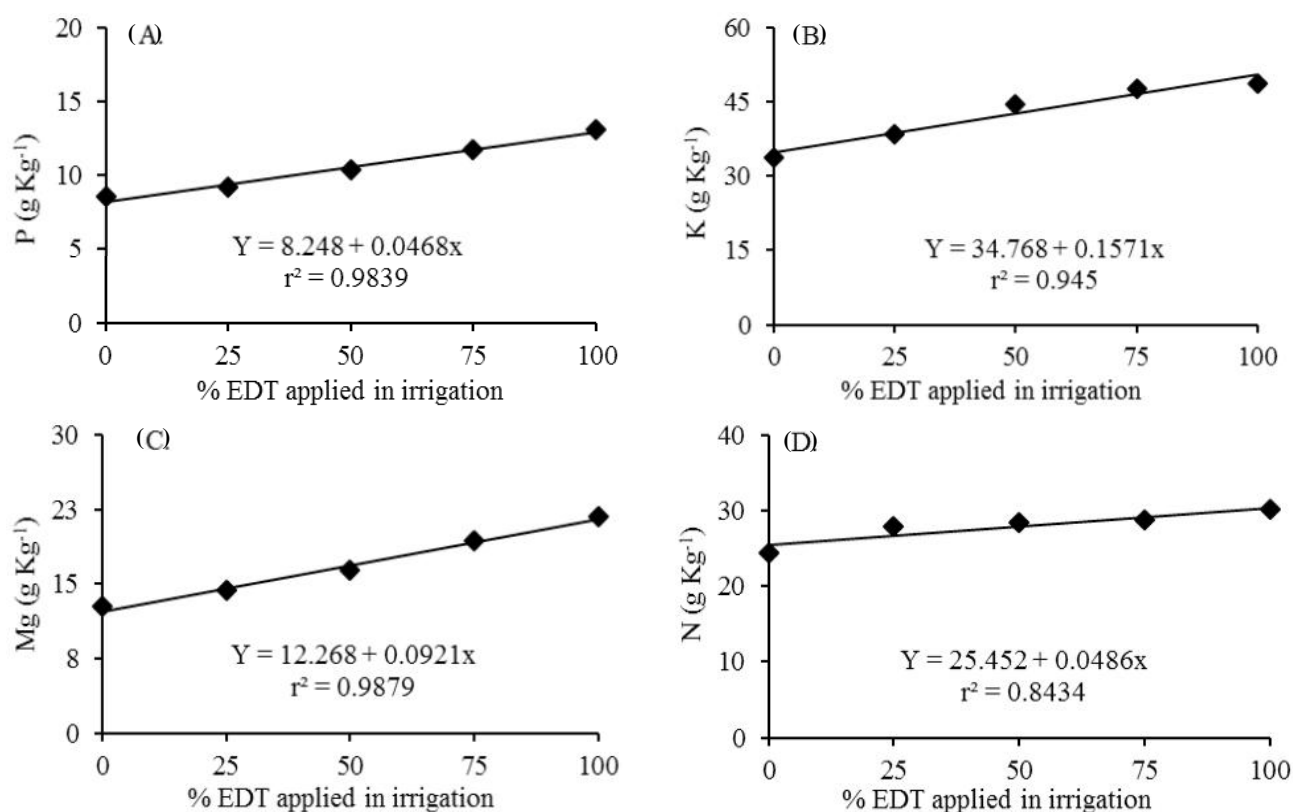 (A).
20
15
10
5
0
P (g Kg⁻¹)
Y = 8.248 + 0.0468x
r² = 0.9839
0 25 50 75 100
% EDT applied in irrigation
(B).
60
45
30
15
0
K (g Kg⁻¹)
Y = 34.768 + 0.1571x
r² = 0.945
0 25 50 75 100
% EDT applied in irrigation
(C).
30
23
15
8
0
Mg (g Kg⁻¹)
Y = 12.268 + 0.0921x
r² = 0.9879
0 25 50 75 100
% EDT applied in irrigation
(D).
40
30
20
10
0
N (g Kg⁻¹)
Y = 25.452 + 0.0486x
r² = 0.8434
0 25 50 75 100
% EDT applied in irrigation